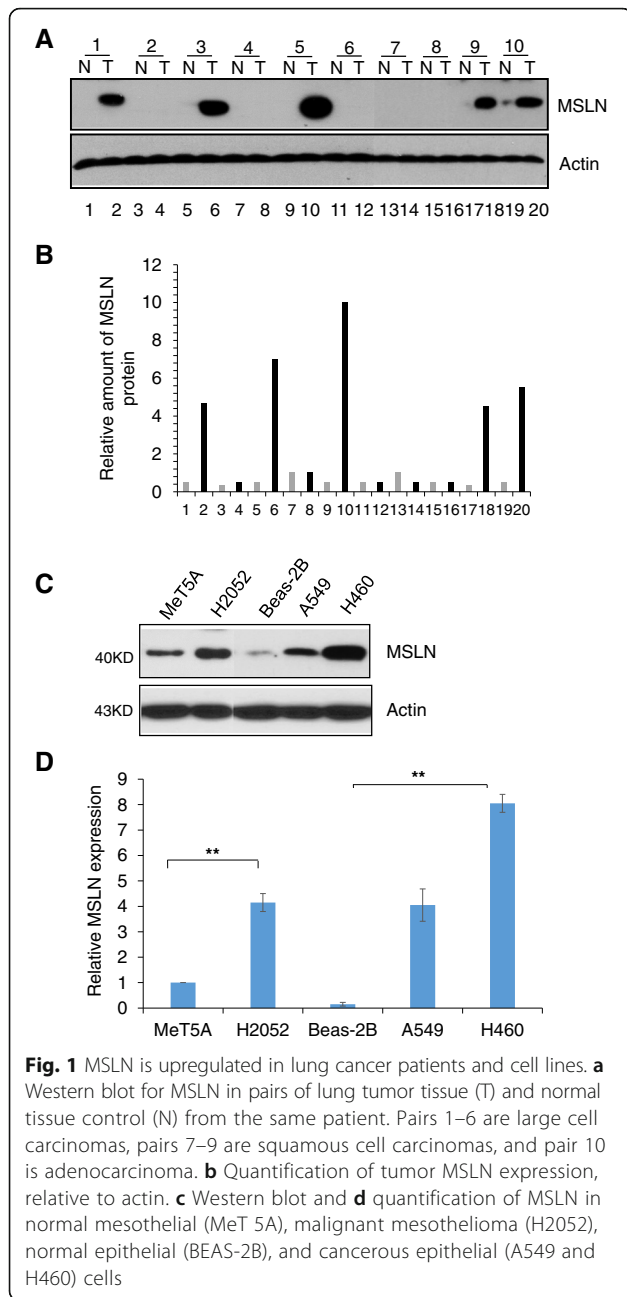 A
1 2 3 4 5 6 7 8 9 10
N T N T N T N T N T N T N T N T N T N T
MSLN
Actin
1 2 3 4 5 6 7 8 9 10 11 12 13 14 15 16 17 18 19 20
B
Relative amount of MSLN
protein
12
10
8
6
4
2
0
1 2 3 4 5 6 7 8 9 10 11 12 13 14 15 16 17 18 19 20
C
MeT5A H2052 Beas-2B A549 H460
40KD MSLN
43KD Actin
D
Relative MSLN expression
9
8
7
6
5
4
3
2
1
0
** **
MeT5A H2052 Beas-2B A549 H460
Fig. 1 MSLN is upregulated in lung cancer patients and cell lines. a
Western blot for MSLN in pairs of lung tumor tissue (T) and normal
tissue control (N) from the same patient. Pairs 1–6 are large cell
carcinomas, pairs 7–9 are squamous cell carcinomas, and pair 10
is adenocarcinoma. b Quantification of tumor MSLN expression,
relative to actin. c Western blot and d quantification of MSLN in
normal mesothelial (MeT 5A), malignant mesothelioma (H2052),
normal epithelial (BEAS-2B), and cancerous epithelial (A549 and
H460) cells